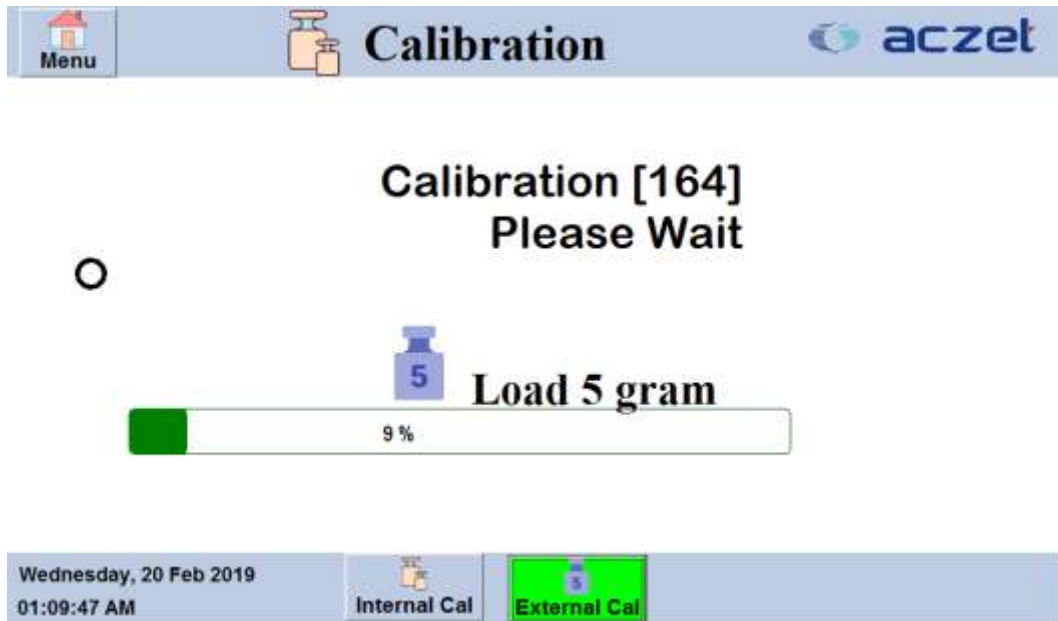 Menu
Calibration
aczet
Calibration [164]
Please Wait
5
Load 5 gram
9 %
Wednesday, 20 Feb 2019
01:09:47 AM
Internal Cal
5
External Cal